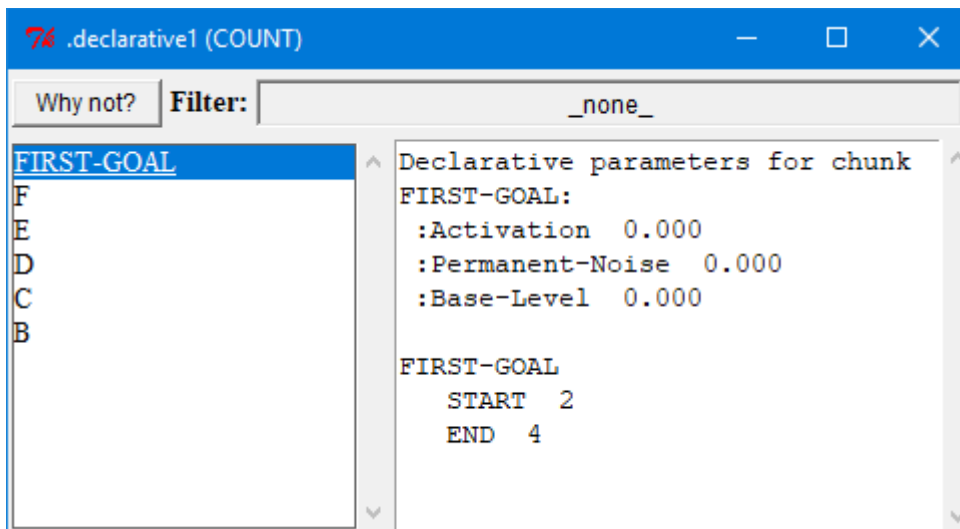 .declarative1 (COUNT)
Why not? Filter: _none_
FIRST-GOAL
F
E
D
C
B
Declarative parameters for chunk
FIRST-GOAL:
:Activation 0.000
:Permanent-Noise 0.000
:Base-Level 0.000
FIRST-GOAL
START 2
END 4